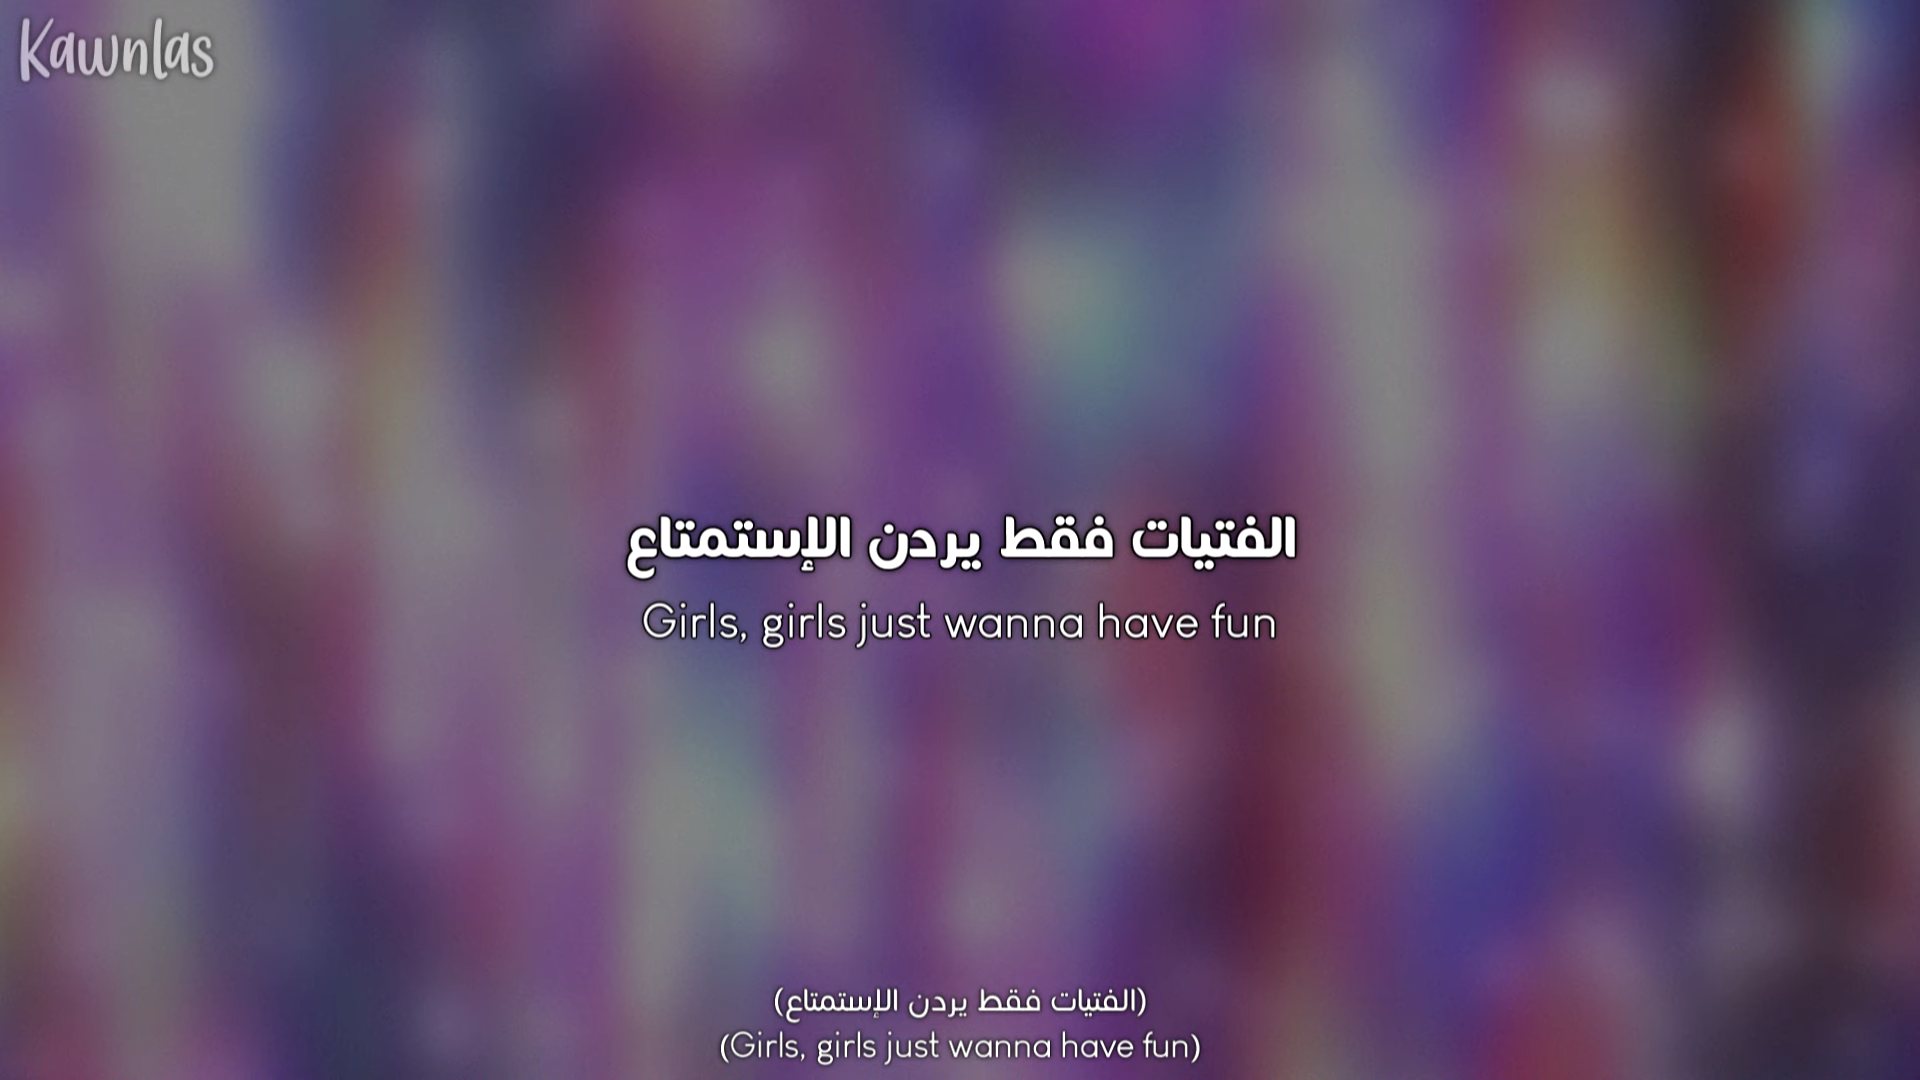 Kawnlas
الفتيات فقط يردن الإستمتاع
Girls, girls just wanna have fun
(الفتيات فقط يردن الإستمتاع)
(Girls, girls just wanna have fun)